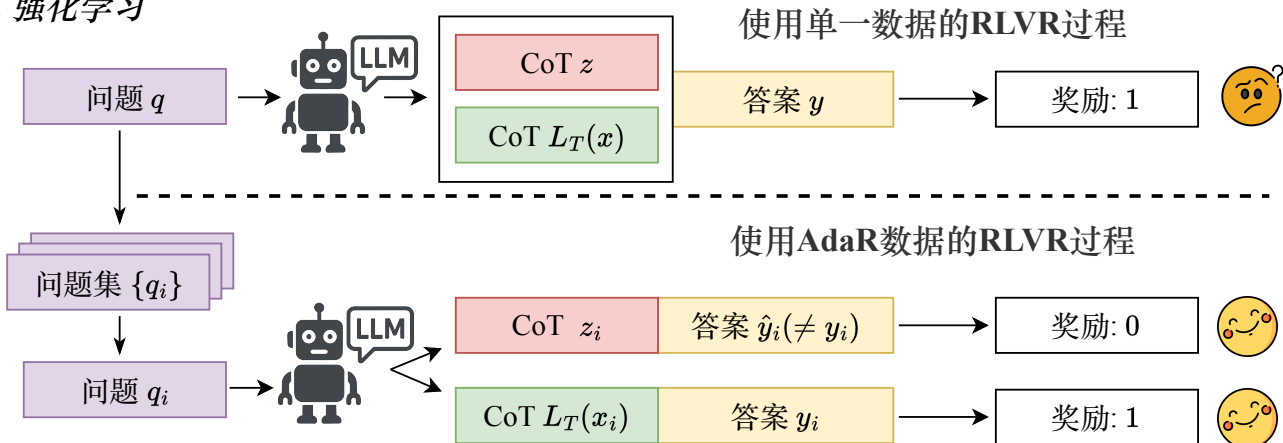 强化学习
使用单一数据的RLVR过程
问题 q
LLM
CoT z
CoT L_T(x)
答案 y
奖励: 1
?
使用AdaR数据的RLVR过程
问题集 {q_i}
问题 q_i
LLM
CoT z_i
答案 ŷ_i(≠ y_i)
奖励: 0
CoT L_T(x_i)
答案 y_i
奖励: 1